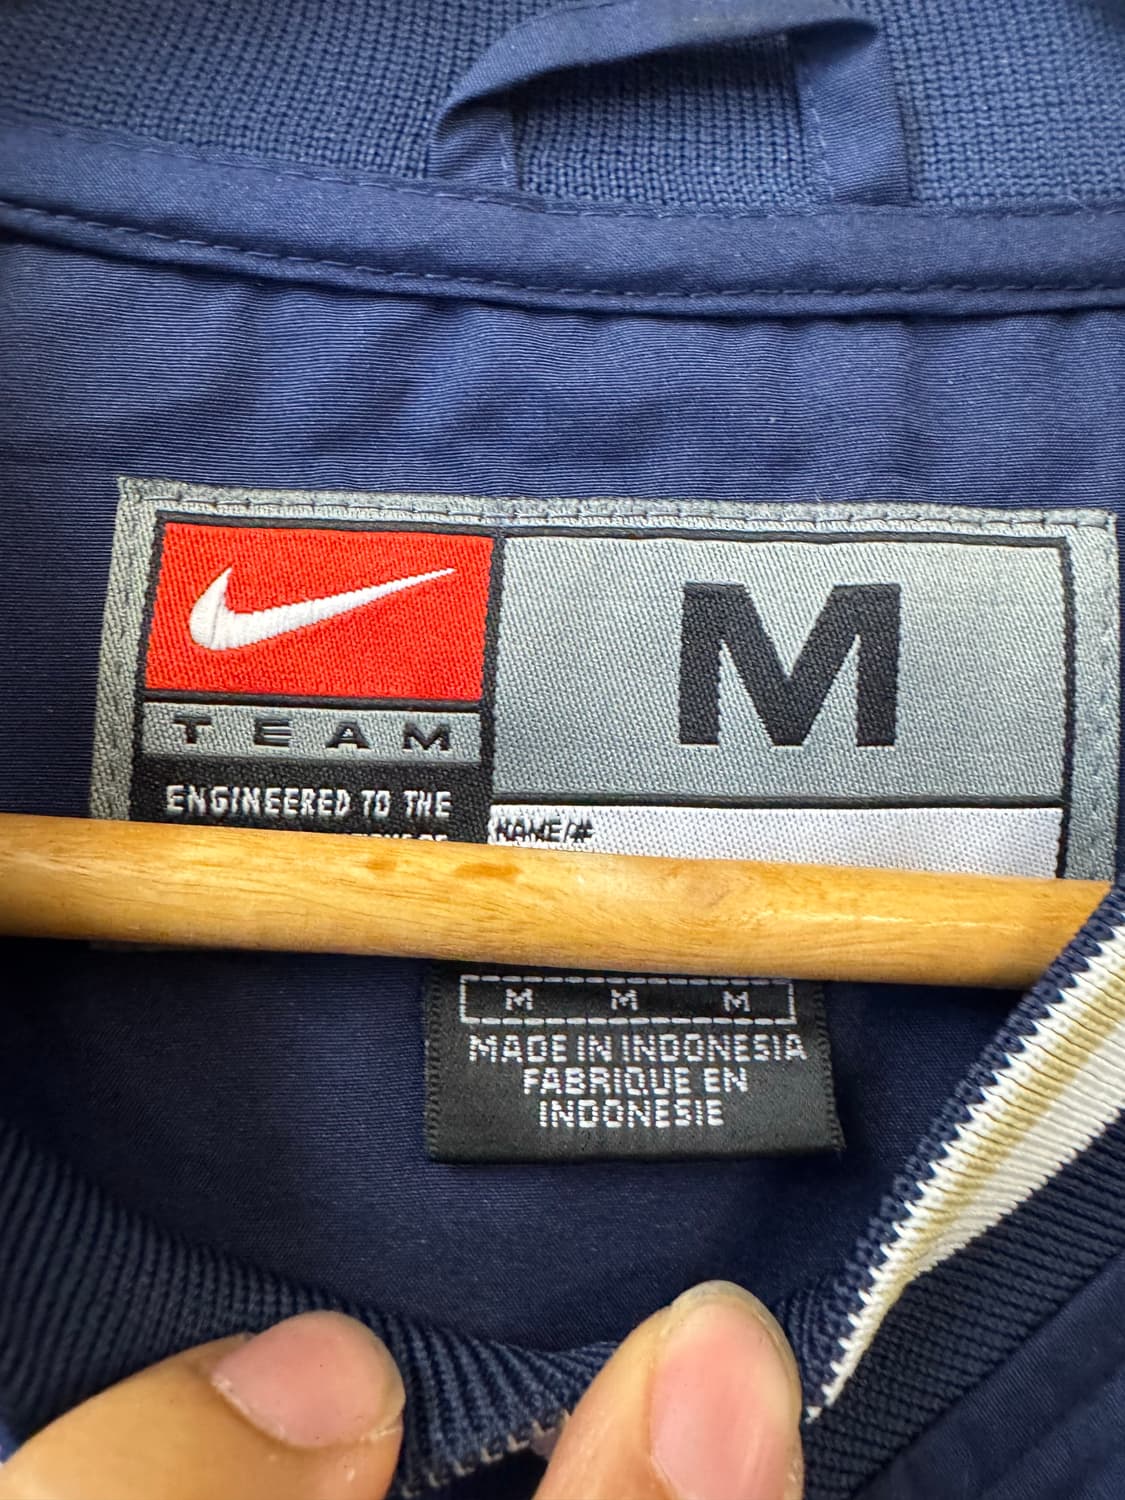 TEAM
M
ENGINEERED TO THE
NAME/#
M M M
MADE IN INDONESIA
FABRIQUE EN
INDONESIE